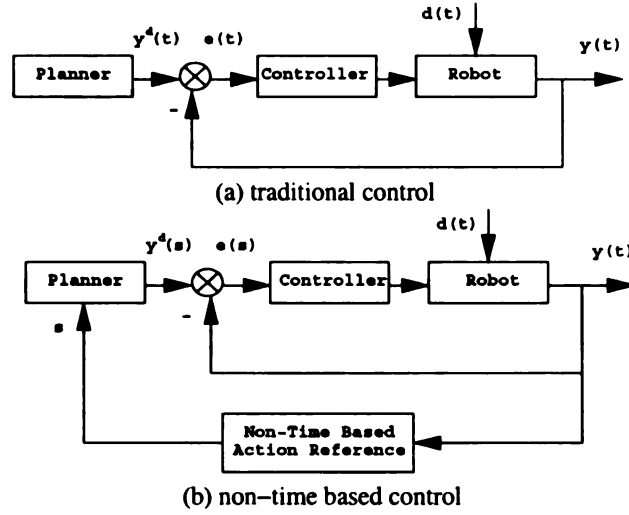 d(t)
y^d(t) e(t) y(t)
Planner Controller Robot
-
(a) traditional control
d(t)
y^d(s) e(s) y(t)
Planner Controller Robot
s -
Non-Time Based
Action Reference
(b) non-time based control